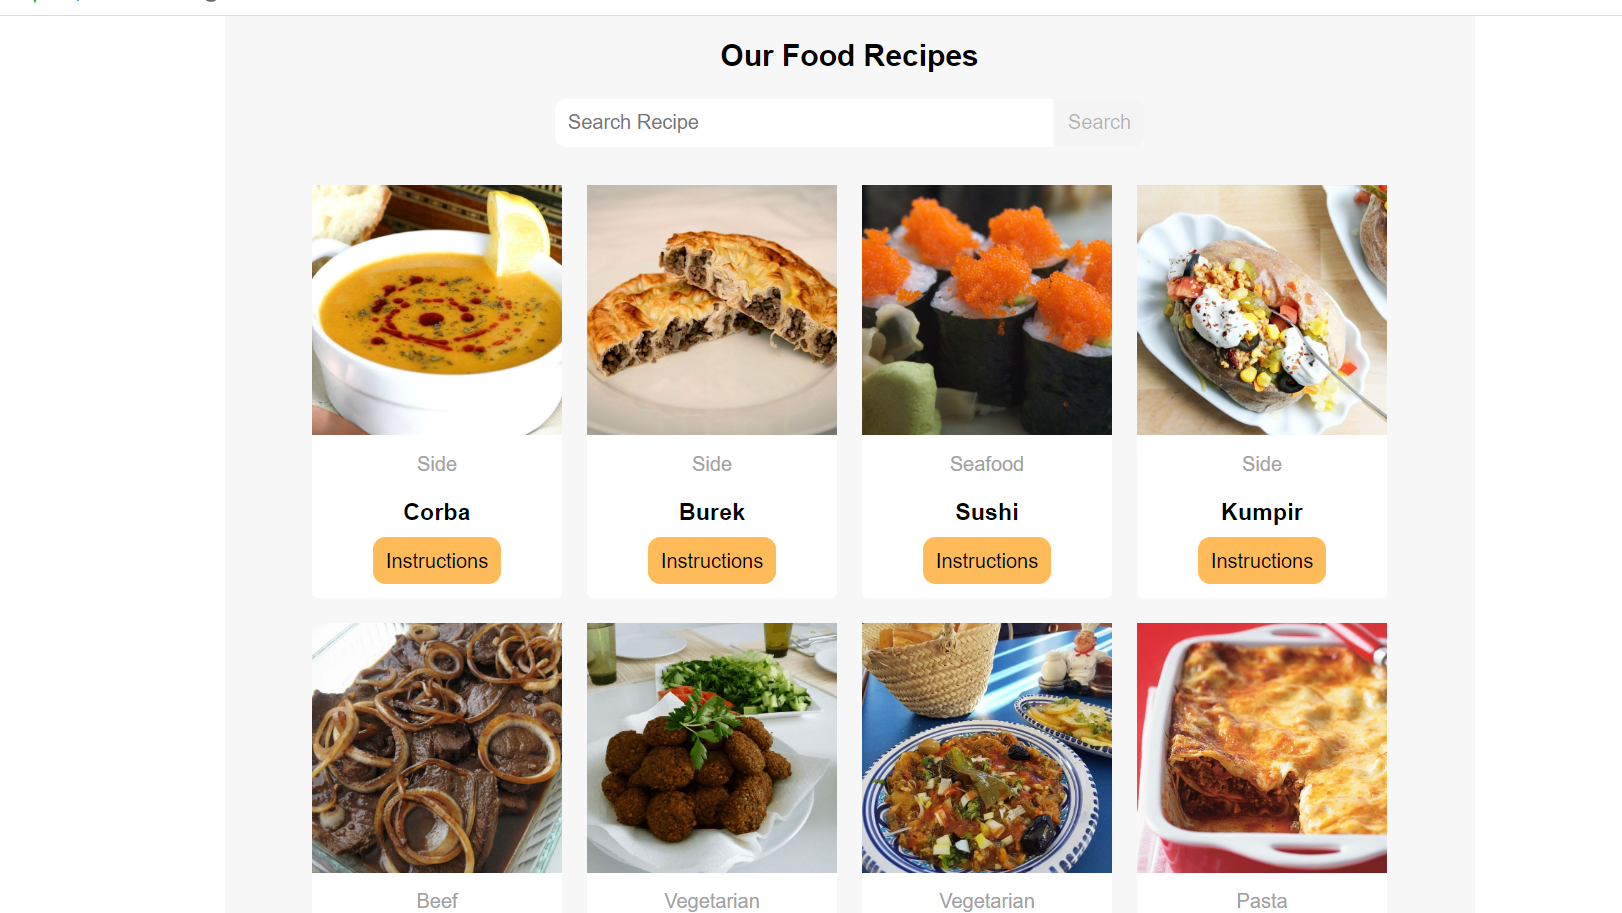 Our Food Recipes
Search Recipe
Search
Side
Side
Seafood
Side
Corba
Burek
Sushi
Kumpir
Instructions
Instructions
Instructions
Instructions
Beef
Vegetarian
Vegetarian
Pasta